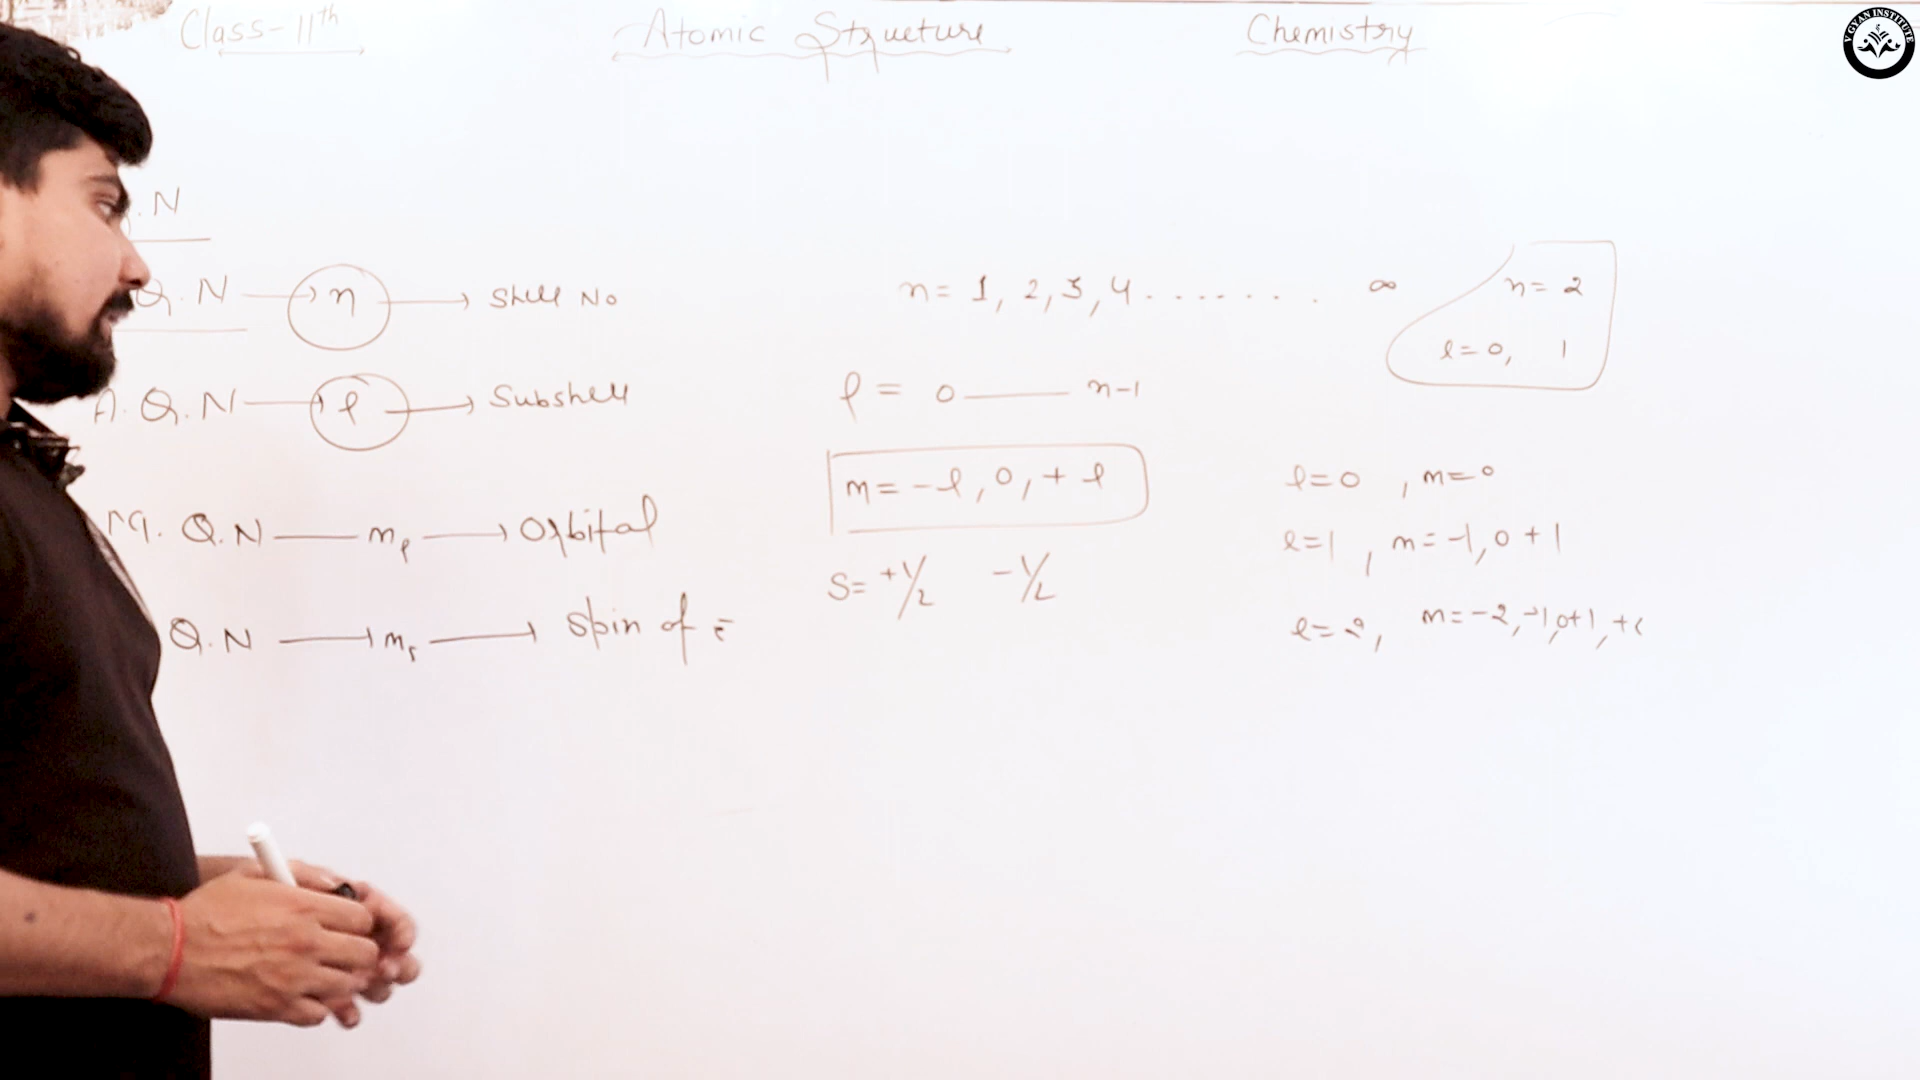 Class-11th Atomic Structure Chemistry
V GYAN INSTITUTE
.N
Q.N → n → Shell No n = 1, 2, 3, 4 . . . . . . . ∞ n = 2
l = 0, 1
A.Q.N → l → Subshell l = 0 —— n-1
m = -l, 0, + l l=0 , m=0
. Q.N — mₗ → Orbital l=1 , m=-1, 0 +1
S = +1/2 -1/2
Q.N → mₛ → Spin of e̅ l=2, m=-2, -1, 0+1,